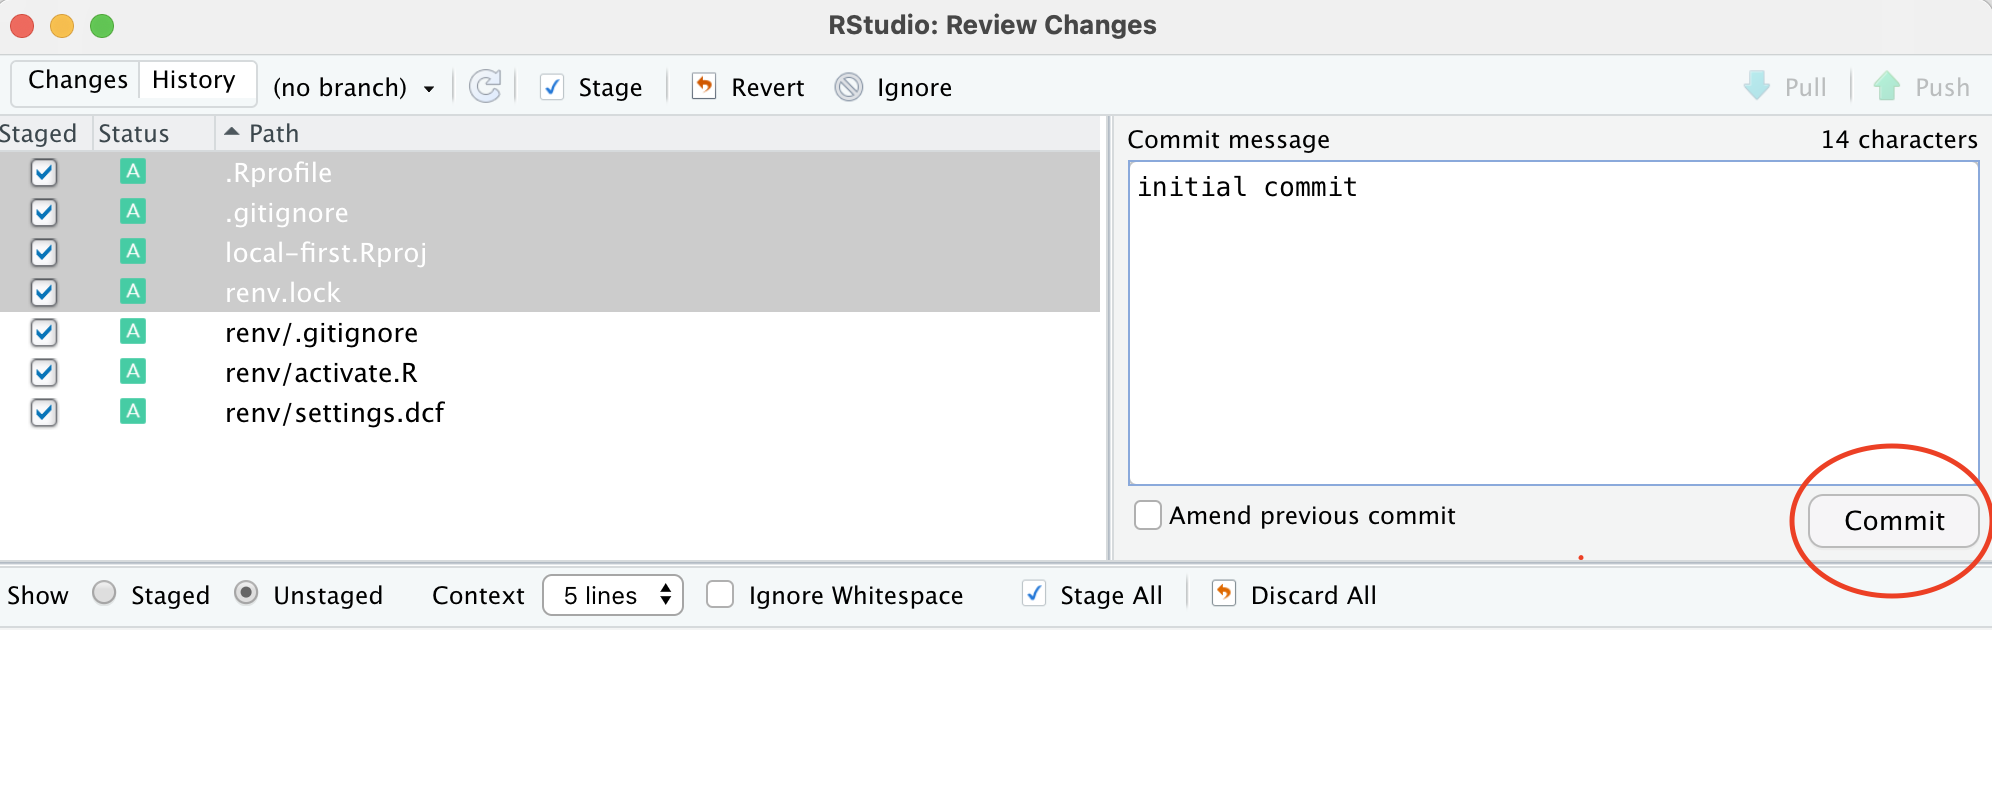 RStudio: Review Changes
Changes History (no branch) Stage Revert Ignore Pull Push
Staged Status Path
A .Rprofile
A .gitignore
A local-first.Rproj
A renv.lock
A renv/.gitignore
A renv/activate.R
A renv/settings.dcf
Commit message 14 characters
initial commit
Amend previous commit Commit
Show Staged Unstaged Context 5 lines Ignore Whitespace Stage All Discard All